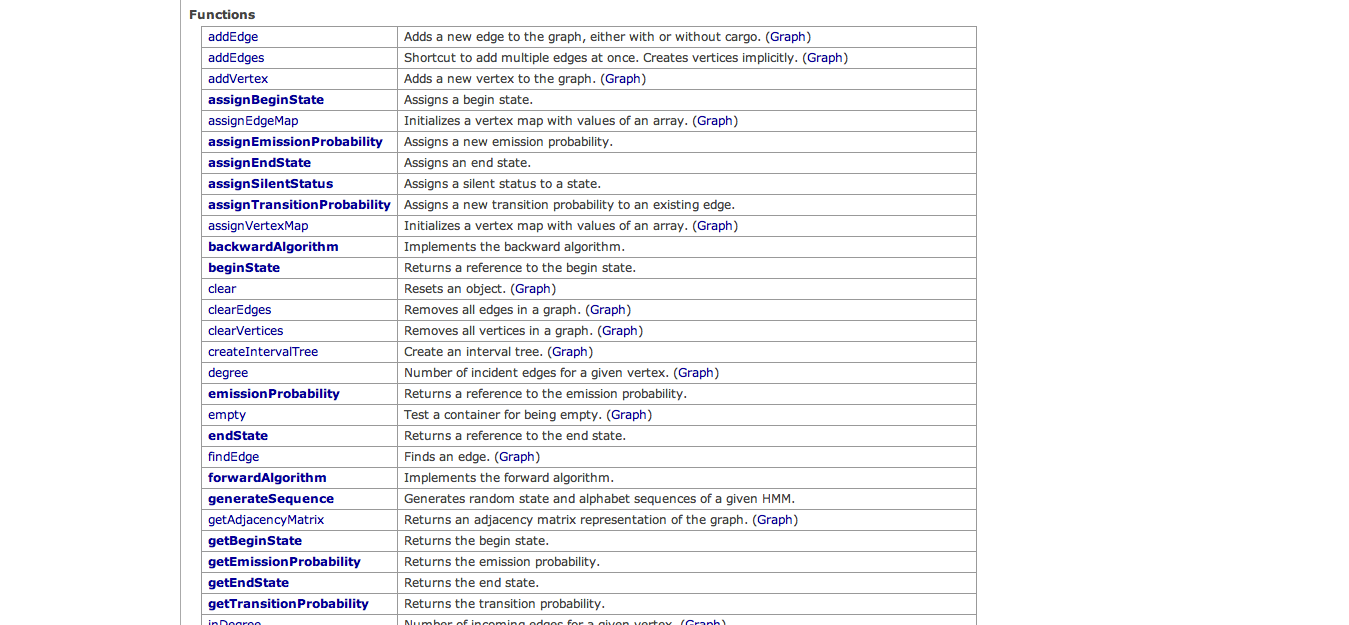 Functions
addEdge Adds a new edge to the graph, either with or without cargo. (Graph)
addEdges Shortcut to add multiple edges at once. Creates vertices implicitly. (Graph)
addVertex Adds a new vertex to the graph. (Graph)
assignBeginState Assigns a begin state.
assignEdgeMap Initializes a vertex map with values of an array. (Graph)
assignEmissionProbability Assigns a new emission probability.
assignEndState Assigns an end state.
assignSilentStatus Assigns a silent status to a state.
assignTransitionProbability Assigns a new transition probability to an existing edge.
assignVertexMap Initializes a vertex map with values of an array. (Graph)
backwardAlgorithm Implements the backward algorithm.
beginState Returns a reference to the begin state.
clear Resets an object. (Graph)
clearEdges Removes all edges in a graph. (Graph)
clearVertices Removes all vertices in a graph. (Graph)
createIntervalTree Create an interval tree. (Graph)
degree Number of incident edges for a given vertex. (Graph)
emissionProbability Returns a reference to the emission probability.
empty Test a container for being empty. (Graph)
endState Returns a reference to the end state.
findEdge Finds an edge. (Graph)
forwardAlgorithm Implements the forward algorithm.
generateSequence Generates random state and alphabet sequences of a given HMM.
getAdjacencyMatrix Returns an adjacency matrix representation of the graph. (Graph)
getBeginState Returns the begin state.
getEmissionProbability Returns the emission probability.
getEndState Returns the end state.
getTransitionProbability Returns the transition probability.
inDegree Number of incoming edges for a given vertex. (Graph)